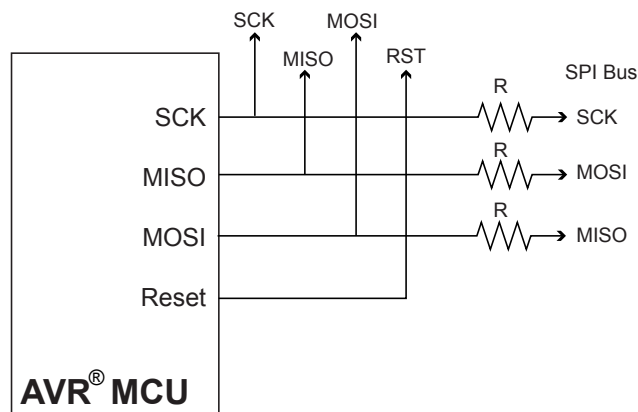 SCK
MOSI
MISO
RST
SPI Bus
R
SCK
SCK
R
MISO
MOSI
R
MOSI
MISO
Reset
AVR® MCU